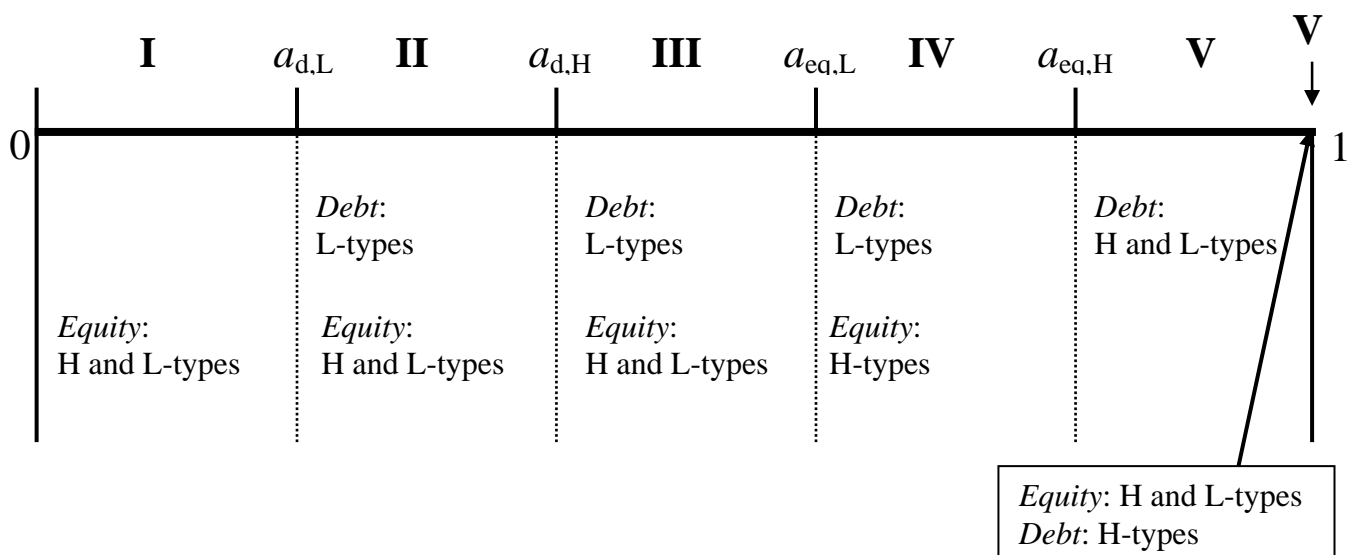 V
I a_d,L II a_d,H III a_eq,L IV a_eq,H V
0 1
Debt: Debt: Debt: Debt:
L-types L-types L-types H and L-types
Equity: Equity: Equity: Equity:
H and L-types H and L-types H and L-types H-types
Equity: H and L-types
Debt: H-types